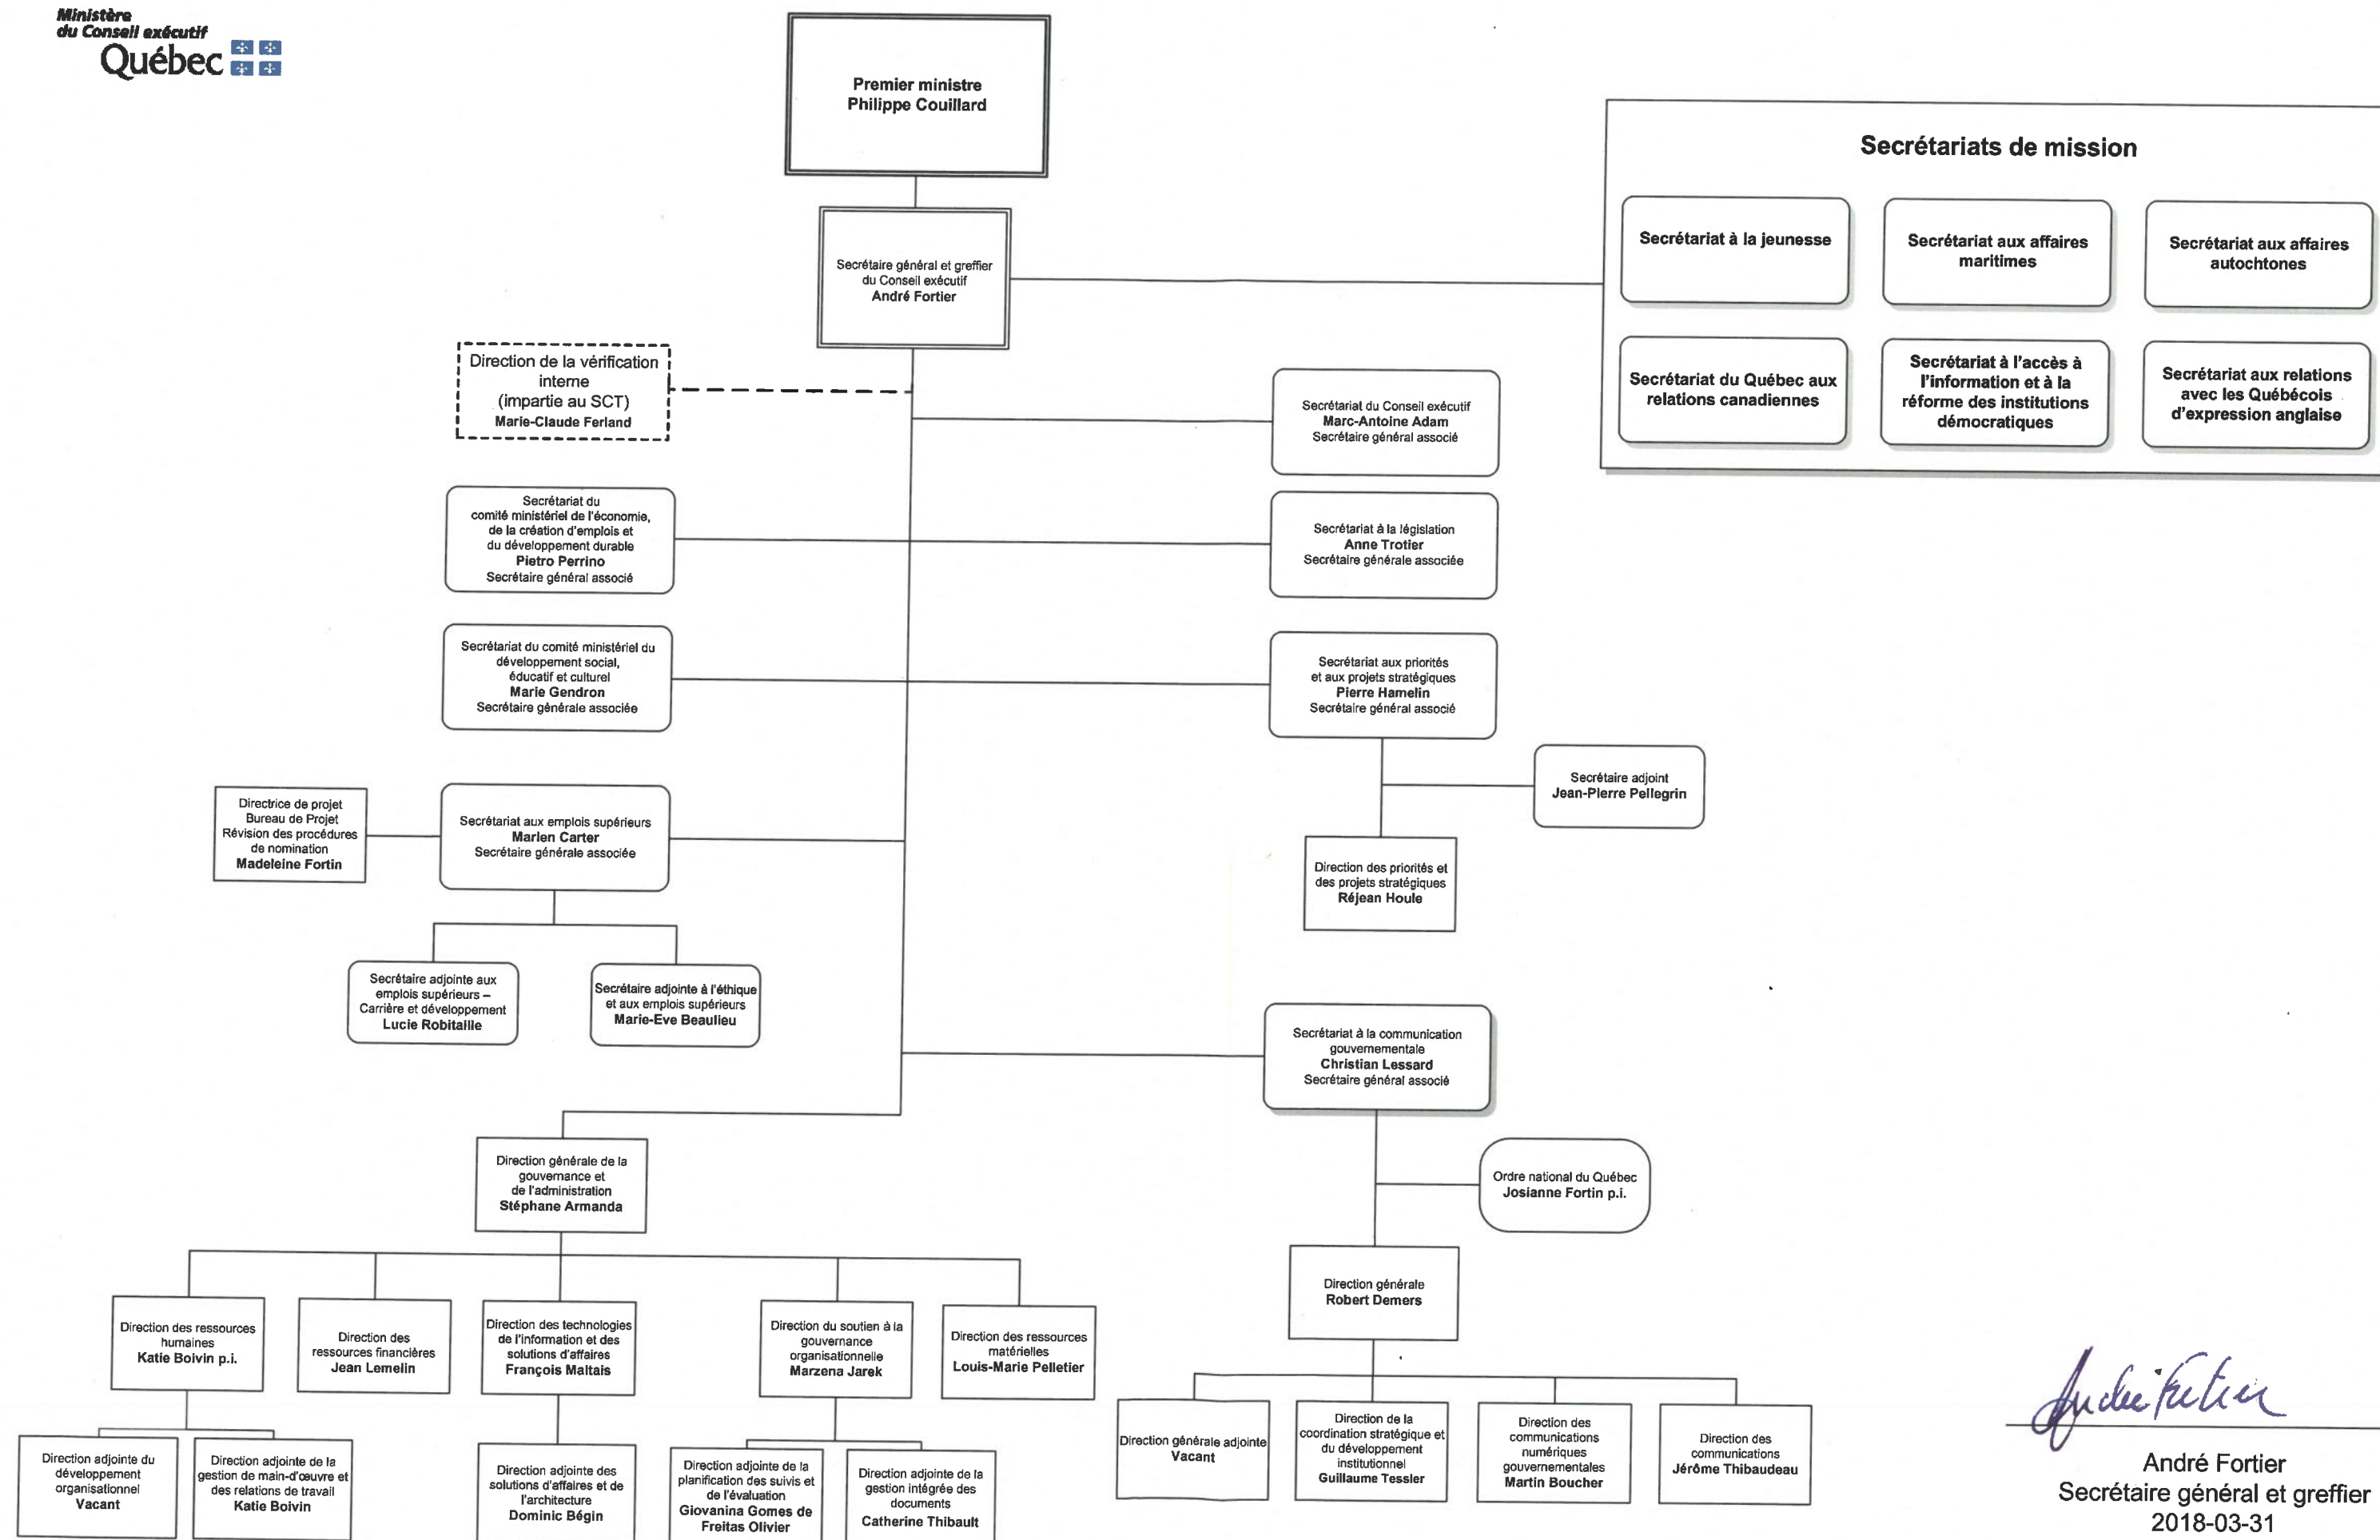 Ministère
du Conseil exécutif
Québec
Premier ministre
Philippe Couillard
Secrétaire général et greffier
du Conseil exécutif
André Fortier
Secrétariats de mission
Secrétariat à la jeunesse
Secrétariat aux affaires
maritimes
Secrétariat aux affaires
autochtones
Secrétariat du Québec aux
relations canadiennes
Secrétariat à l'accès à
l'information et à la
réforme des institutions
démocratiques
Secrétariat aux relations
avec les Québécois
d'expression anglaise
Direction de la vérification
interne
(impartie au SCT)
Marie-Claude Ferland
Secrétariat du Conseil exécutif
Marc-Antoine Adam
Secrétaire général associé
Secrétariat du
comité ministériel de l'économie,
de la création d'emplois et
du développement durable
Pietro Perrino
Secrétaire général associé
Secrétariat à la législation
Anne Trotier
Secrétaire générale associée
Secrétariat du comité ministériel du
développement social,
éducatif et culturel
Marie Gendron
Secrétaire générale associée
Secrétariat aux priorités
et aux projets stratégiques
Pierre Hamelin
Secrétaire général associé
Secrétaire adjoint
Jean-Pierre Pellegrin
Directrice de projet
Bureau de Projet
Révision des procédures
de nomination
Madeleine Fortin
Secrétariat aux emplois supérieurs
Marlen Carter
Secrétaire générale associée
Direction des priorités et
des projets stratégiques
Réjean Houle
Secrétaire adjointe aux
emplois supérieurs –
Carrière et développement
Lucie Robitaille
Secrétaire adjointe à l'éthique
et aux emplois supérieurs
Marie-Eve Beaulieu
Secrétariat à la communication
gouvernementale
Christian Lessard
Secrétaire général associé
Direction générale de la
gouvernance et
de l'administration
Stéphane Armanda
Ordre national du Québec
Josianne Fortin p.i.
Direction générale
Robert Demers
Direction des ressources
humaines
Katie Boivin p.i.
Direction des
ressources financières
Jean Lemelin
Direction des technologies
de l'information et des
solutions d'affaires
François Maltais
Direction du soutien à la
gouvernance
organisationnelle
Marzena Jarek
Direction des ressources
matérielles
Louis-Marie Pelletier
Direction adjointe du
développement
organisationnel
Vacant
Direction adjointe de la
gestion de main-d'œuvre et
des relations de travail
Katie Boivin
Direction adjointe des
solutions d'affaires et de
l'architecture
Dominic Bégin
Direction adjointe de la
planification des suivis et
de l'évaluation
Giovanina Gomes de
Freitas Olivier
Direction adjointe de la
gestion intégrée des
documents
Catherine Thibault
Direction générale adjointe
Vacant
Direction de la
coordination stratégique et
du développement
institutionnel
Guillaume Tessier
Direction des
communications
numériques
gouvernementales
Martin Boucher
Direction des
communications
Jérôme Thibaudeau
André Fortier
André Fortier
Secrétaire général et greffier
2018-03-31